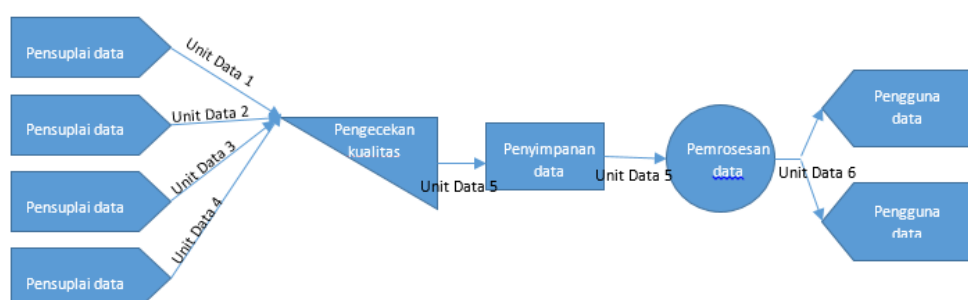 Pensuplai data
Unit Data 1
Pensuplai data
Unit Data 2
Pensuplai data
Unit Data 3
Pensuplai data
Unit Data 4
Pengecekan
kualitas
Unit Data 5
Penyimpanan
data
Unit Data 5
Pemrosesan
data
Unit Data 6
Pengguna
data
Pengguna
data